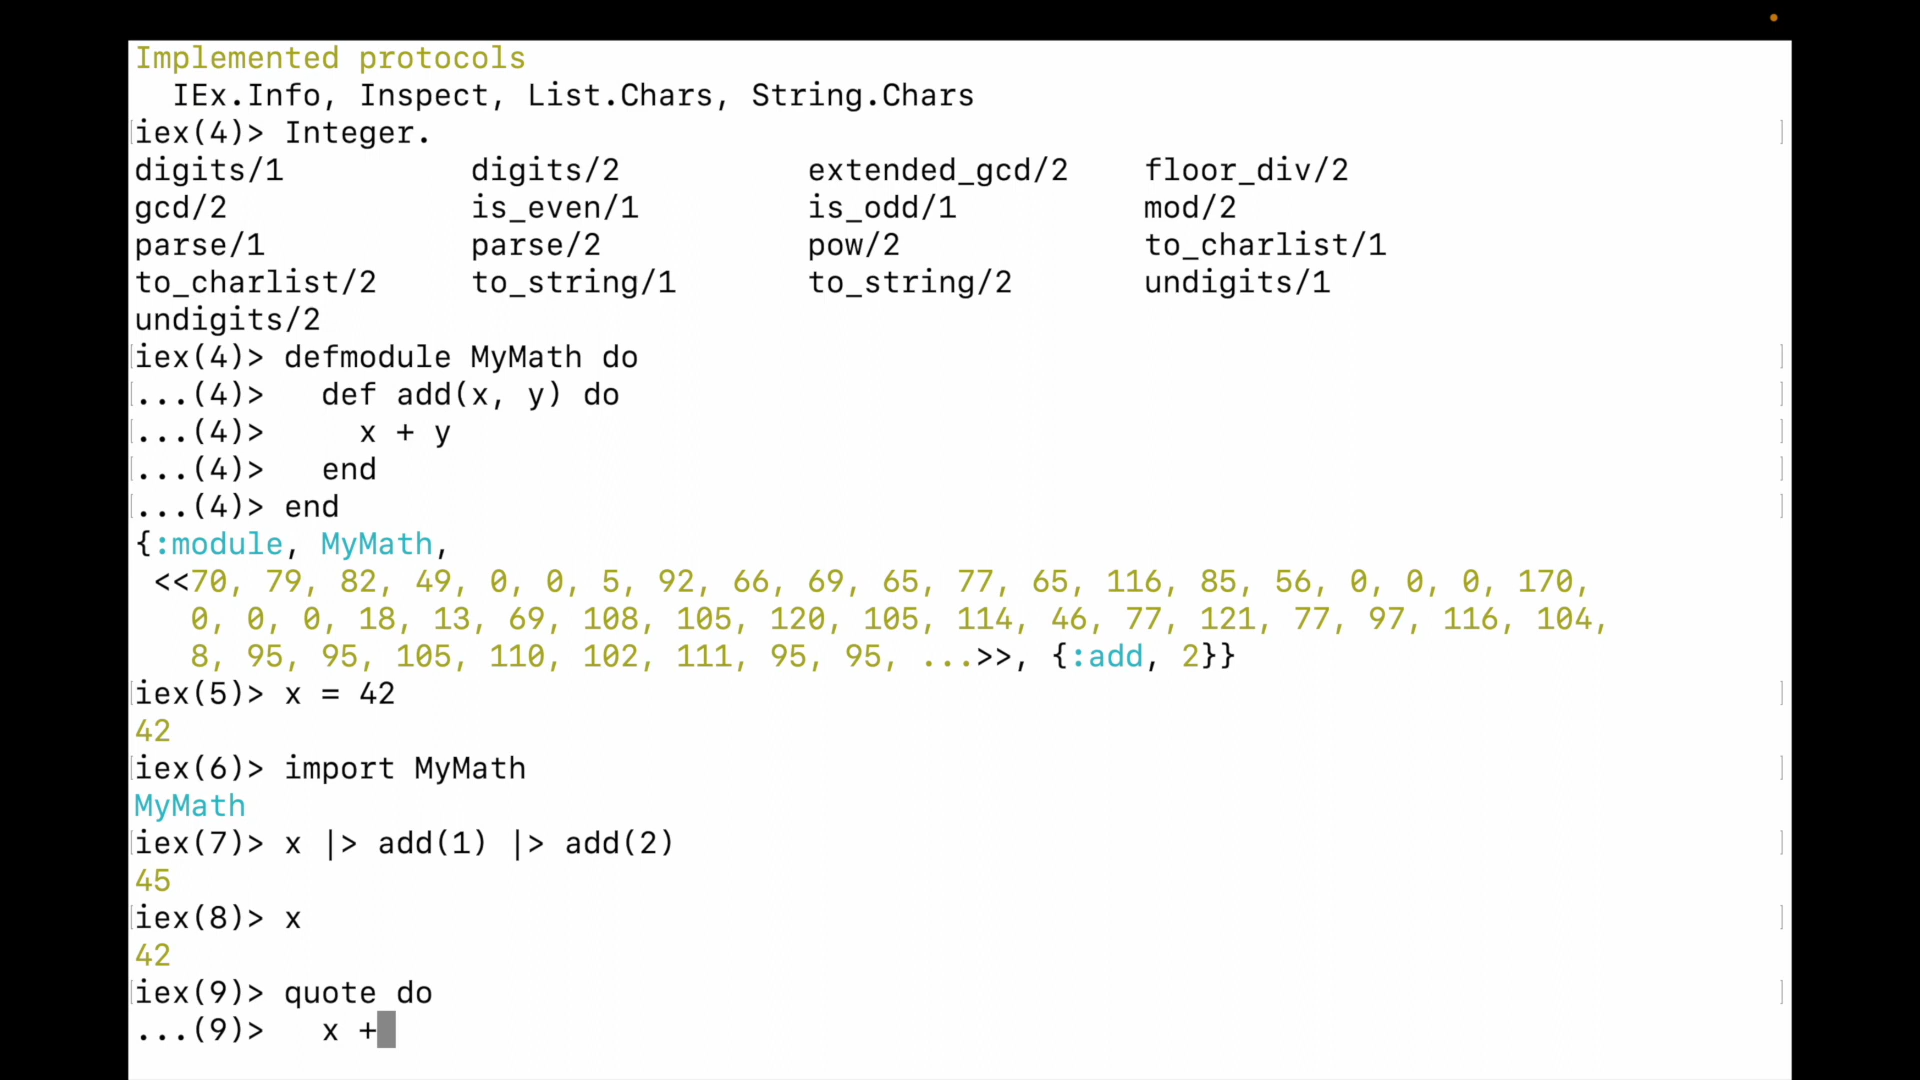 Implemented protocols
  IEx.Info, Inspect, List.Chars, String.Chars
iex(4)> Integer.
digits/1          digits/2          extended_gcd/2    floor_div/2
gcd/2             is_even/1         is_odd/1          mod/2
parse/1           parse/2           pow/2             to_charlist/1
to_charlist/2     to_string/1       to_string/2       undigits/1
undigits/2
iex(4)> defmodule MyMath do
...(4)>   def add(x, y) do
...(4)>     x + y
...(4)>   end
...(4)> end
{:module, MyMath,
 <<70, 79, 82, 49, 0, 0, 5, 92, 66, 69, 65, 77, 65, 116, 85, 56, 0, 0, 0, 170,
   0, 0, 0, 18, 13, 69, 108, 105, 120, 105, 114, 46, 77, 121, 77, 97, 116, 104,
   8, 95, 95, 105, 110, 102, 111, 95, 95, ...>>, {:add, 2}}
iex(5)> x = 42
42
iex(6)> import MyMath
MyMath
iex(7)> x |> add(1) |> add(2)
45
iex(8)> x
42
iex(9)> quote do
...(9)>   x +